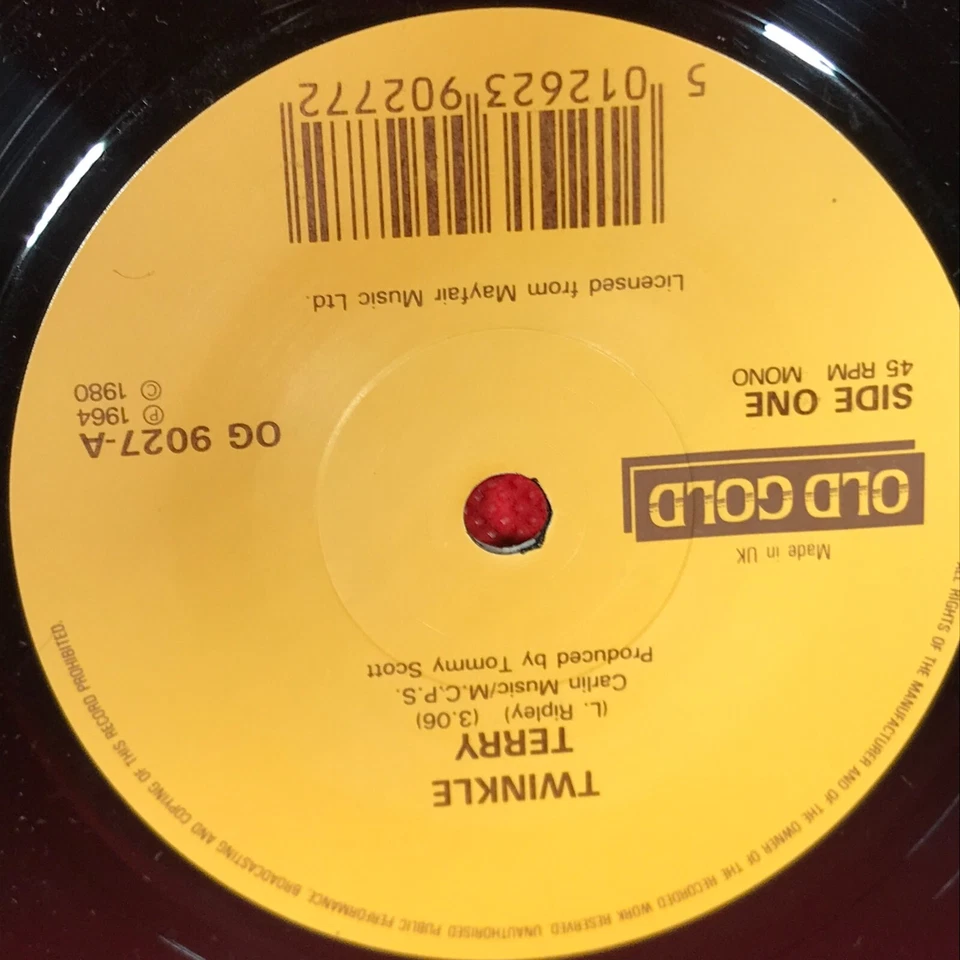 TWINKLE
TERRY
(L. Ripley) (3.06)
Carlin Music/M.C.P.S.
Produced by Tommy Scott
Made in UK
OLD GOLD
SIDE ONE
45 RPM MONO
OG 9027-A
℗ 1964
© 1980
Licensed from Mayfair Music Ltd.
5 012623 902772
ALL RIGHTS OF THE MANUFACTURER AND OF THE OWNER OF THE RECORDED WORK RESERVED. UNAUTHORISED PUBLIC PERFORMANCE, BROADCASTING AND COPYING OF THIS RECORD PROHIBITED.